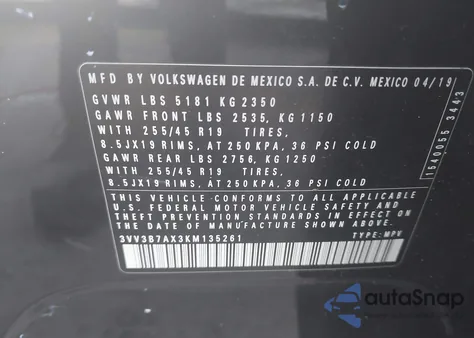 MFD BY VOLKSWAGEN DE MEXICO S.A. DE C.V. MEXICO 04/19
GVWR LBS 5181 KG 2350
GAWR FRONT LBS 2535, KG 1150
WITH 255/45 R19 TIRES,
8.5JX19 RIMS, AT 250 KPA, 36 PSI COLD
GAWR REAR LBS 2756, KG 1250
WITH 255/45 R19 TIRES,
8.5JX19 RIMS, AT 250 KPA, 36 PSI COLD
THIS VEHICLE CONFORMS TO ALL APPLICABLE
U.S. FEDERAL MOTOR VEHICLE SAFETY AND
THEFT PREVENTION STANDARDS IN EFFECT ON THE
DATE OF MANUFACTURE SHOWN ABOVE.
3VV3B7AX3KM135261 TYPE: MPV
1540055 3443
autoSnap